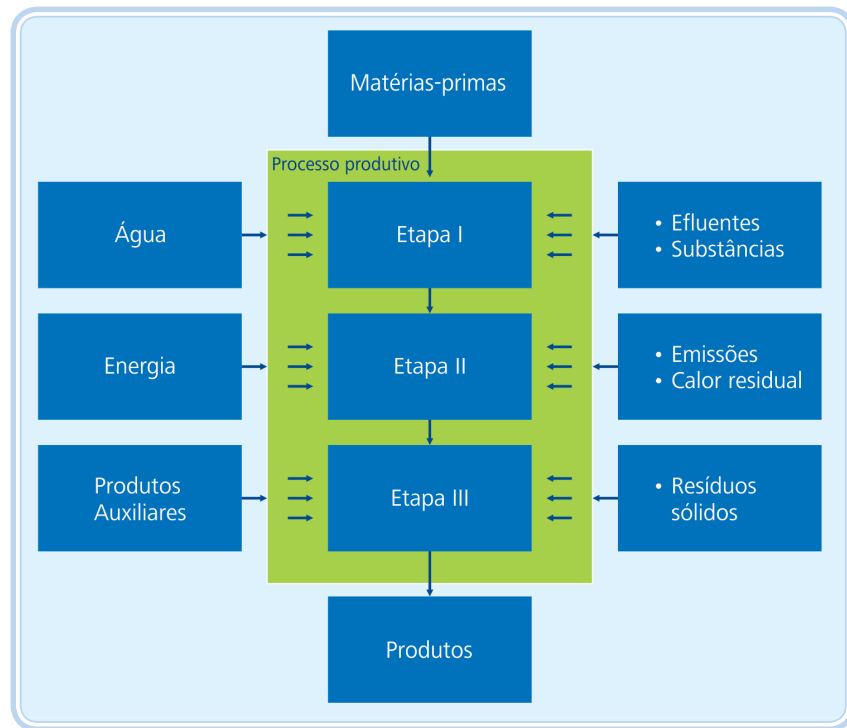 Matérias-primas
Processo produtivo
Água
Etapa I
• Efluentes
• Substâncias
Energia
Etapa II
• Emissões
• Calor residual
Produtos
Auxiliares
Etapa III
• Resíduos
sólidos
Produtos